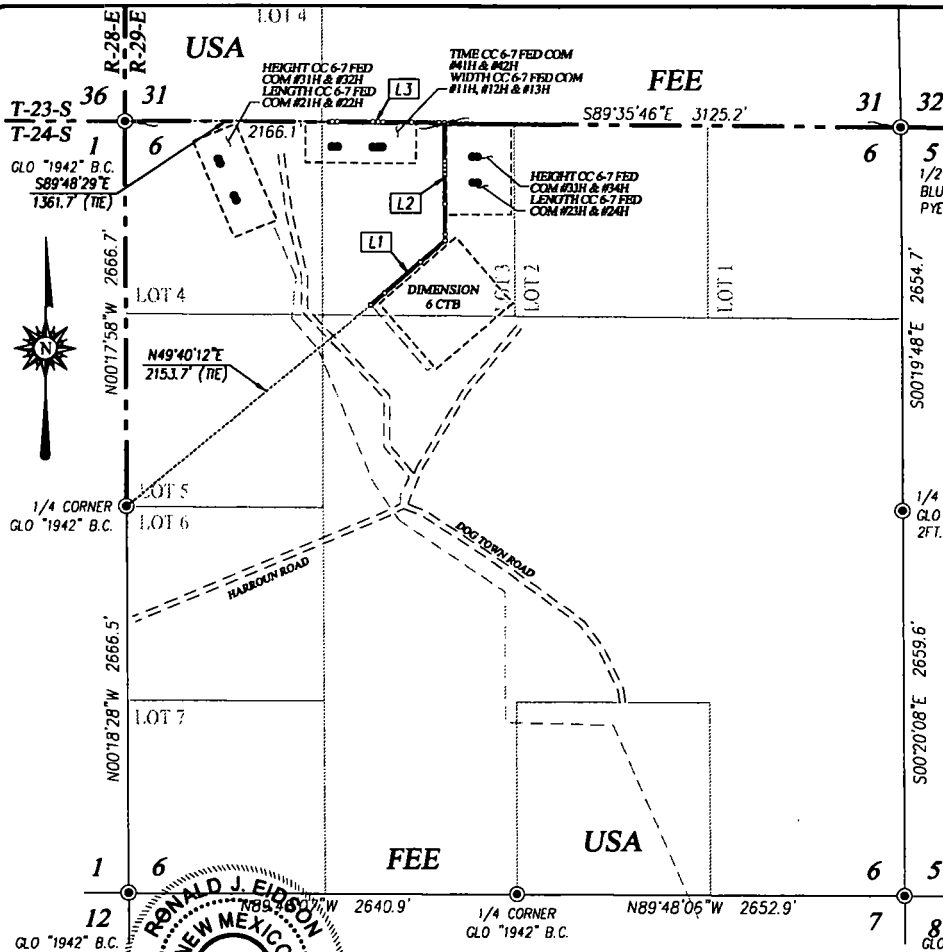 LOT 4
R-28-E
R-29-E
USA
HEIGHT CC 6-7 FED
COM #31H & #32H
LENGTH CC 6-7 FED
COM #21H & #22H
TIME CC 6-7 FED COM
#41H & #42H
WIDTH CC 6-7 FED COM
#11H, #12H & #13H
L3
FEE
T-23-S
36
31
2166.1'
S89°35'46"E 3125.2'
31
32
T-24-S
1
6
6
5
GLO "1942" B.C.
S89°48'29"E
1361.7' (TIE)
HEIGHT CC 6-7 FED
COM #33H & #34H
LENGTH CC 6-7 FED
COM #23H & #24H
1/2
BLU
PYE
L2
L1
N00°17'58"W 2666.7'
LOT 4
DIMENSION
6 CTB
LOT 3
LOT 2
LOT 1
S00°19'48"E 2654.7'
N
N49°40'12"E
2153.7' (TIE)
1/4 CORNER
GLO "1942" B.C.
LOT 5
LOT 6
1/4
GLO
2FT.
HARROUN ROAD
DOG TOWN ROAD
N00°18'28"W 2666.5'
LOT 7
S00°20'08"E 2659.6'
FEE
USA
1
6
6
5
12
GLO "1942" B.C.
2640.9'
1/4 CORNER
GLO "1942" B.C.
N89°48'05"W 2652.9'
7
8
RONALD J. EIDSON
NEW MEXICO